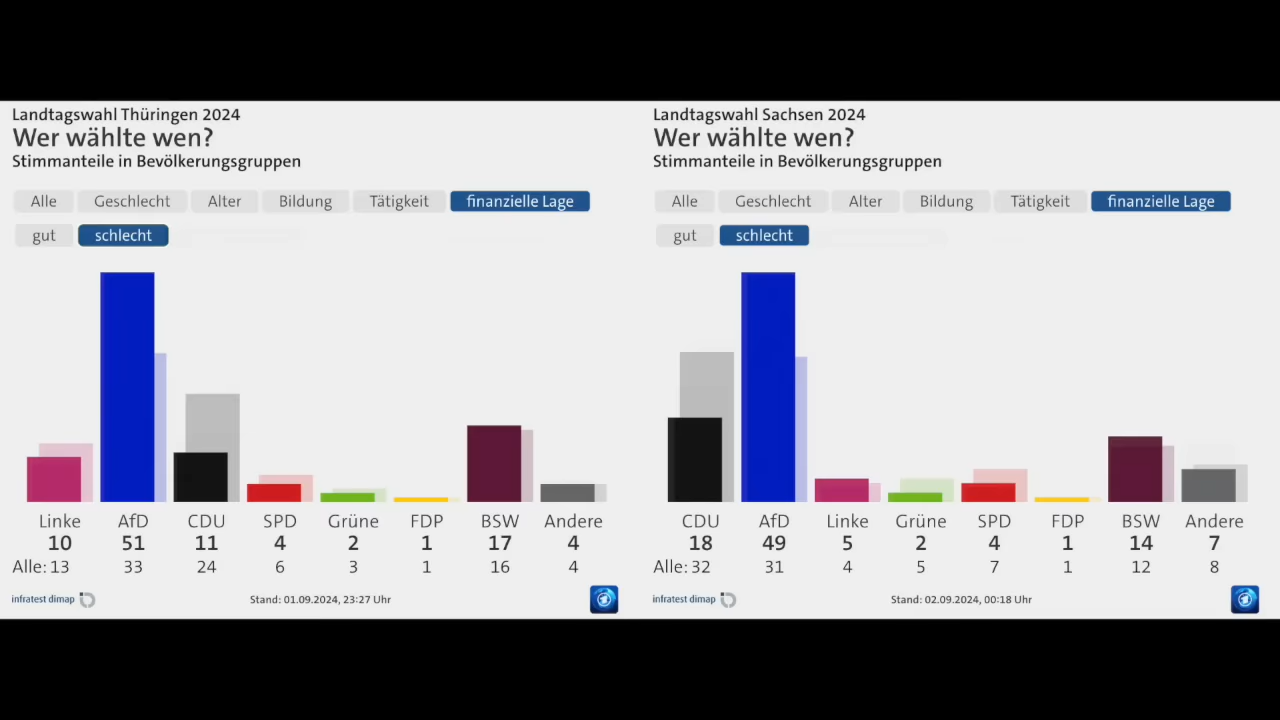 Landtagswahl Thüringen 2024
Wer wählte wen?
Stimmanteile in Bevölkerungsgruppen
Alle Geschlecht Alter Bildung Tätigkeit finanzielle Lage
gut schlecht
Linke AfD CDU SPD Grüne FDP BSW Andere
10 51 11 4 2 1 17 4
Alle: 13 33 24 6 3 1 16 4
infratest dimap Stand: 01.09.2024, 23:27 Uhr
Landtagswahl Sachsen 2024
Wer wählte wen?
Stimmanteile in Bevölkerungsgruppen
Alle Geschlecht Alter Bildung Tätigkeit finanzielle Lage
gut schlecht
CDU AfD Linke Grüne SPD FDP BSW Andere
18 49 5 2 4 1 14 7
Alle: 32 31 4 5 7 1 12 8
infratest dimap Stand: 02.09.2024, 00:18 Uhr